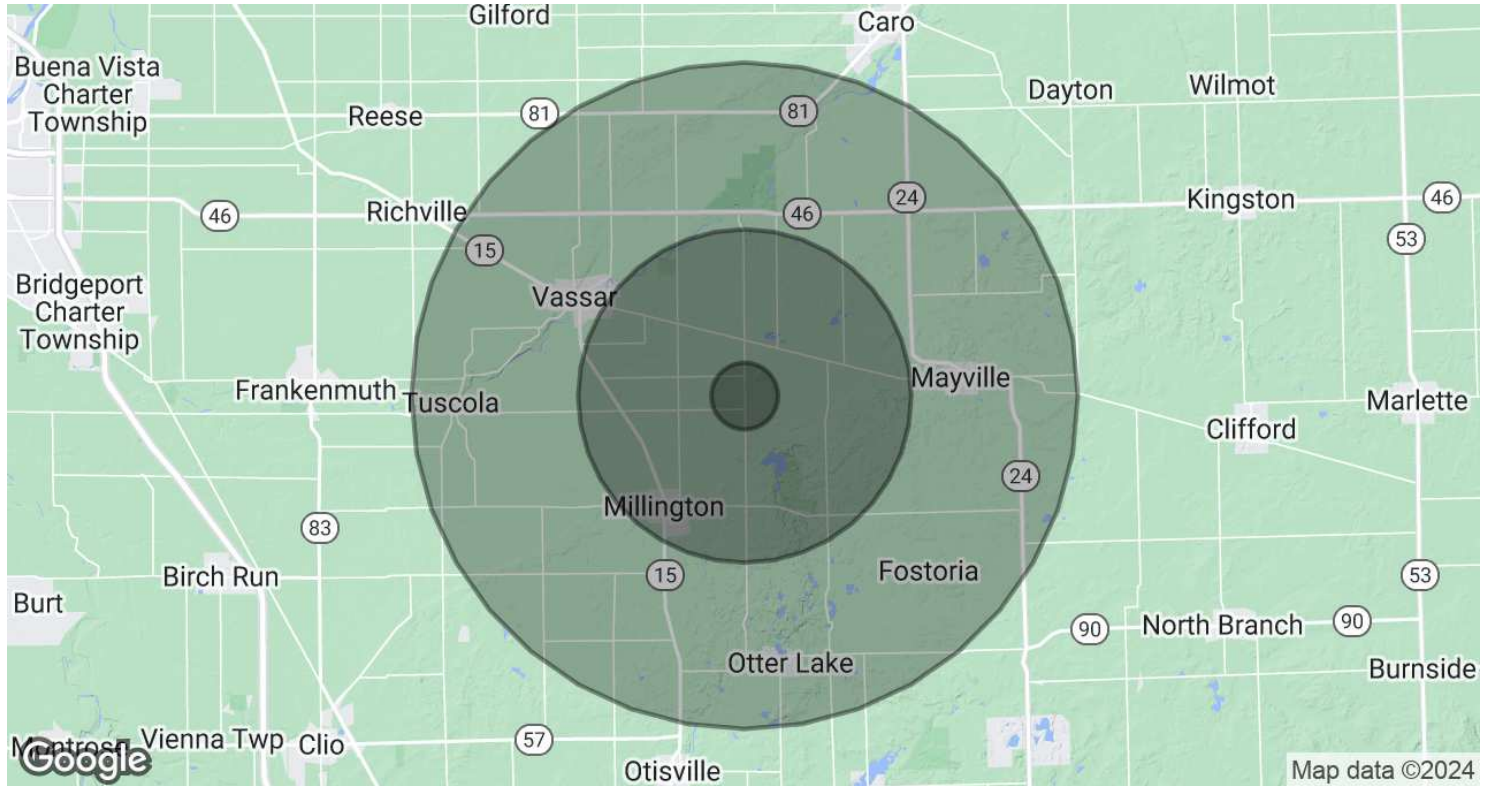 Gilford
Caro
Buena Vista
Charter
Township
Dayton
Wilmot
Reese
81
81
Kingston
46
Richville
46
46
24
53
15
Bridgeport
Charter
Township
Vassar
Frankenmuth
Tuscola
Mayville
Marlette
Clifford
24
Millington
83
Birch Run
15
Fostoria
53
Burt
90
North Branch
90
Otter Lake
Burnside
Montrose
Vienna Twp
Clio
57
Google
Otisville
Map data ©2024